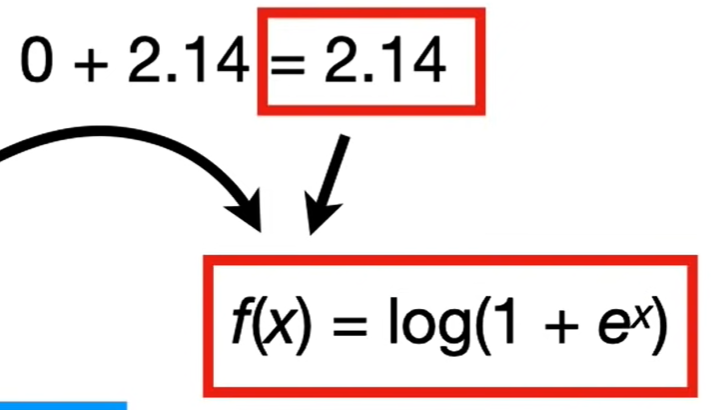 0 + 2.14 = 2.14
f(x) = log(1 + eˣ)